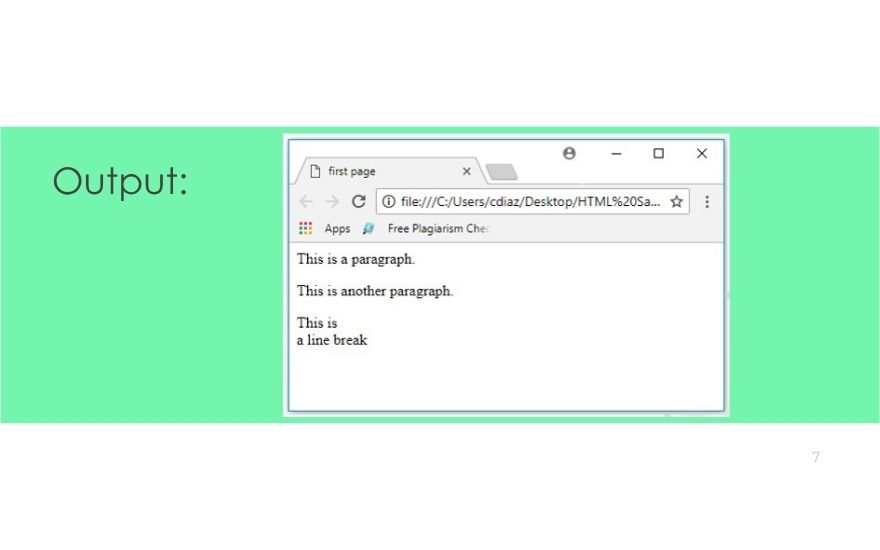 Output:
first page
file:///C:/Users/cdiaz/Desktop/HTML%20Sa...
Apps Free Plagiarism Chec
This is a paragraph.
This is another paragraph.
This is
a line break
7